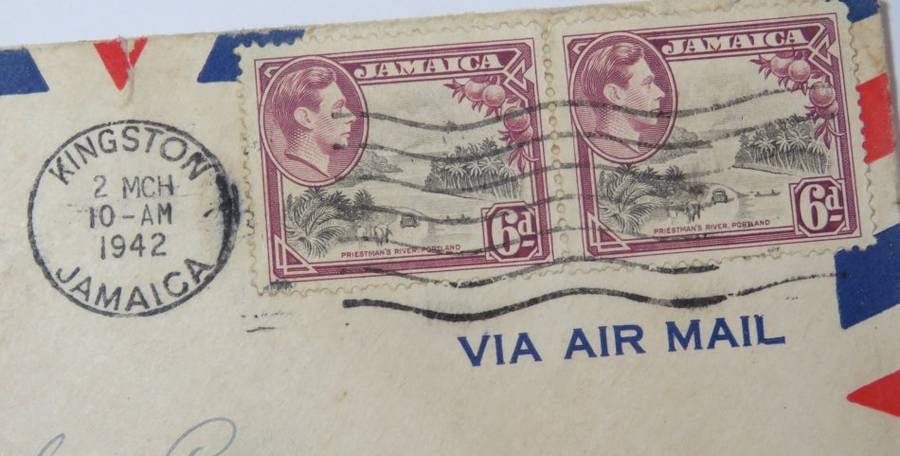 KINGSTON
2 MCH
10-AM
1942
JAMAICA
JAMAICA
6d
PRIESTMAN'S RIVER, PORTLAND
JAMAICA
6d
PRIESTMAN'S RIVER, PORTLAND
VIA AIR MAIL